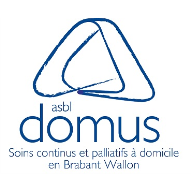 asbl
domus
Soins continus et palliatifs à domicile
en Brabant Wallon